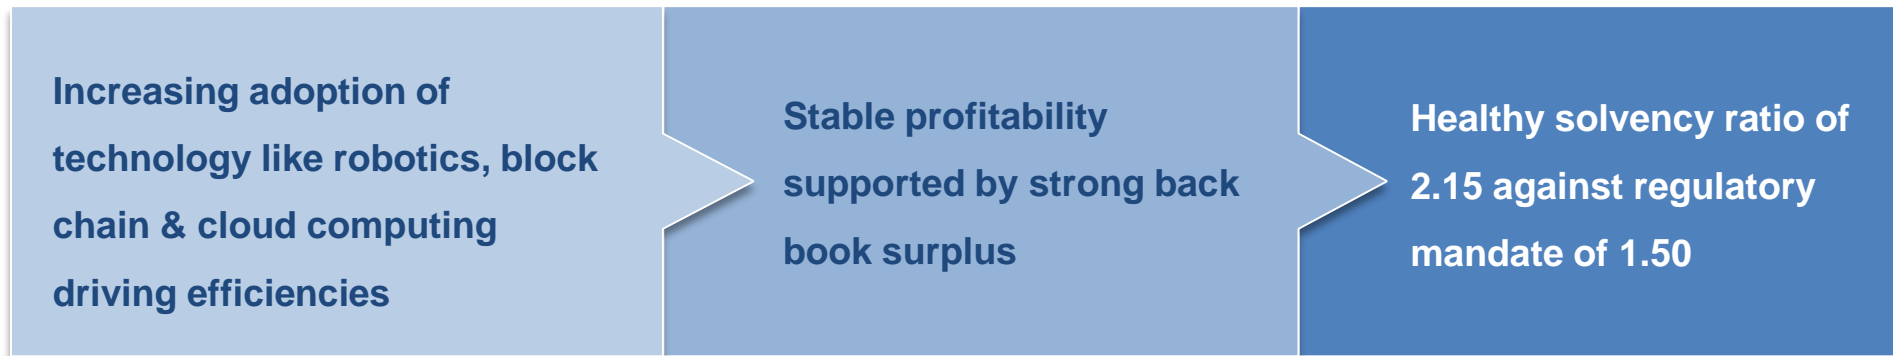 Increasing adoption of
technology like robotics, block
chain & cloud computing
driving efficiencies
Stable profitability
supported by strong back
book surplus
Healthy solvency ratio of
2.15 against regulatory
mandate of 1.50